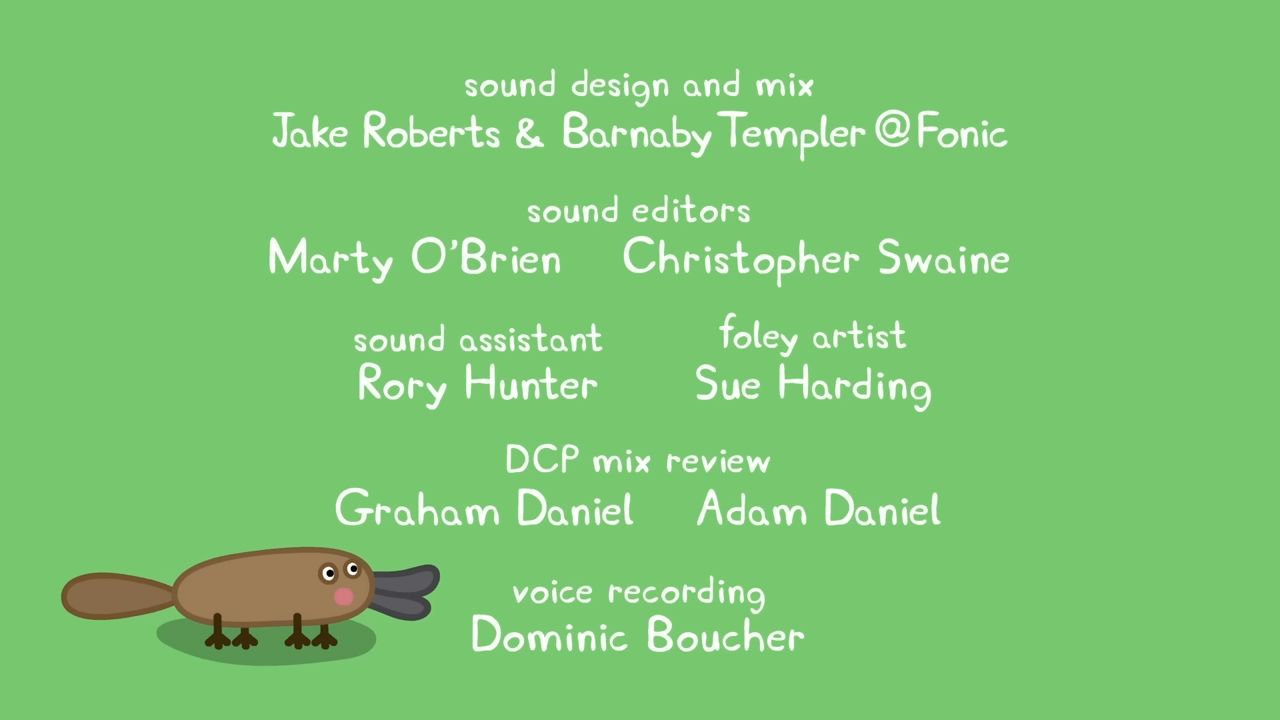 sound design and mix
Jake Roberts & Barnaby Templer @ Fonic
sound editors
Marty O'Brien Christopher Swaine
sound assistant foley artist
Rory Hunter Sue Harding
DCP mix review
Graham Daniel Adam Daniel
voice recording
Dominic Boucher